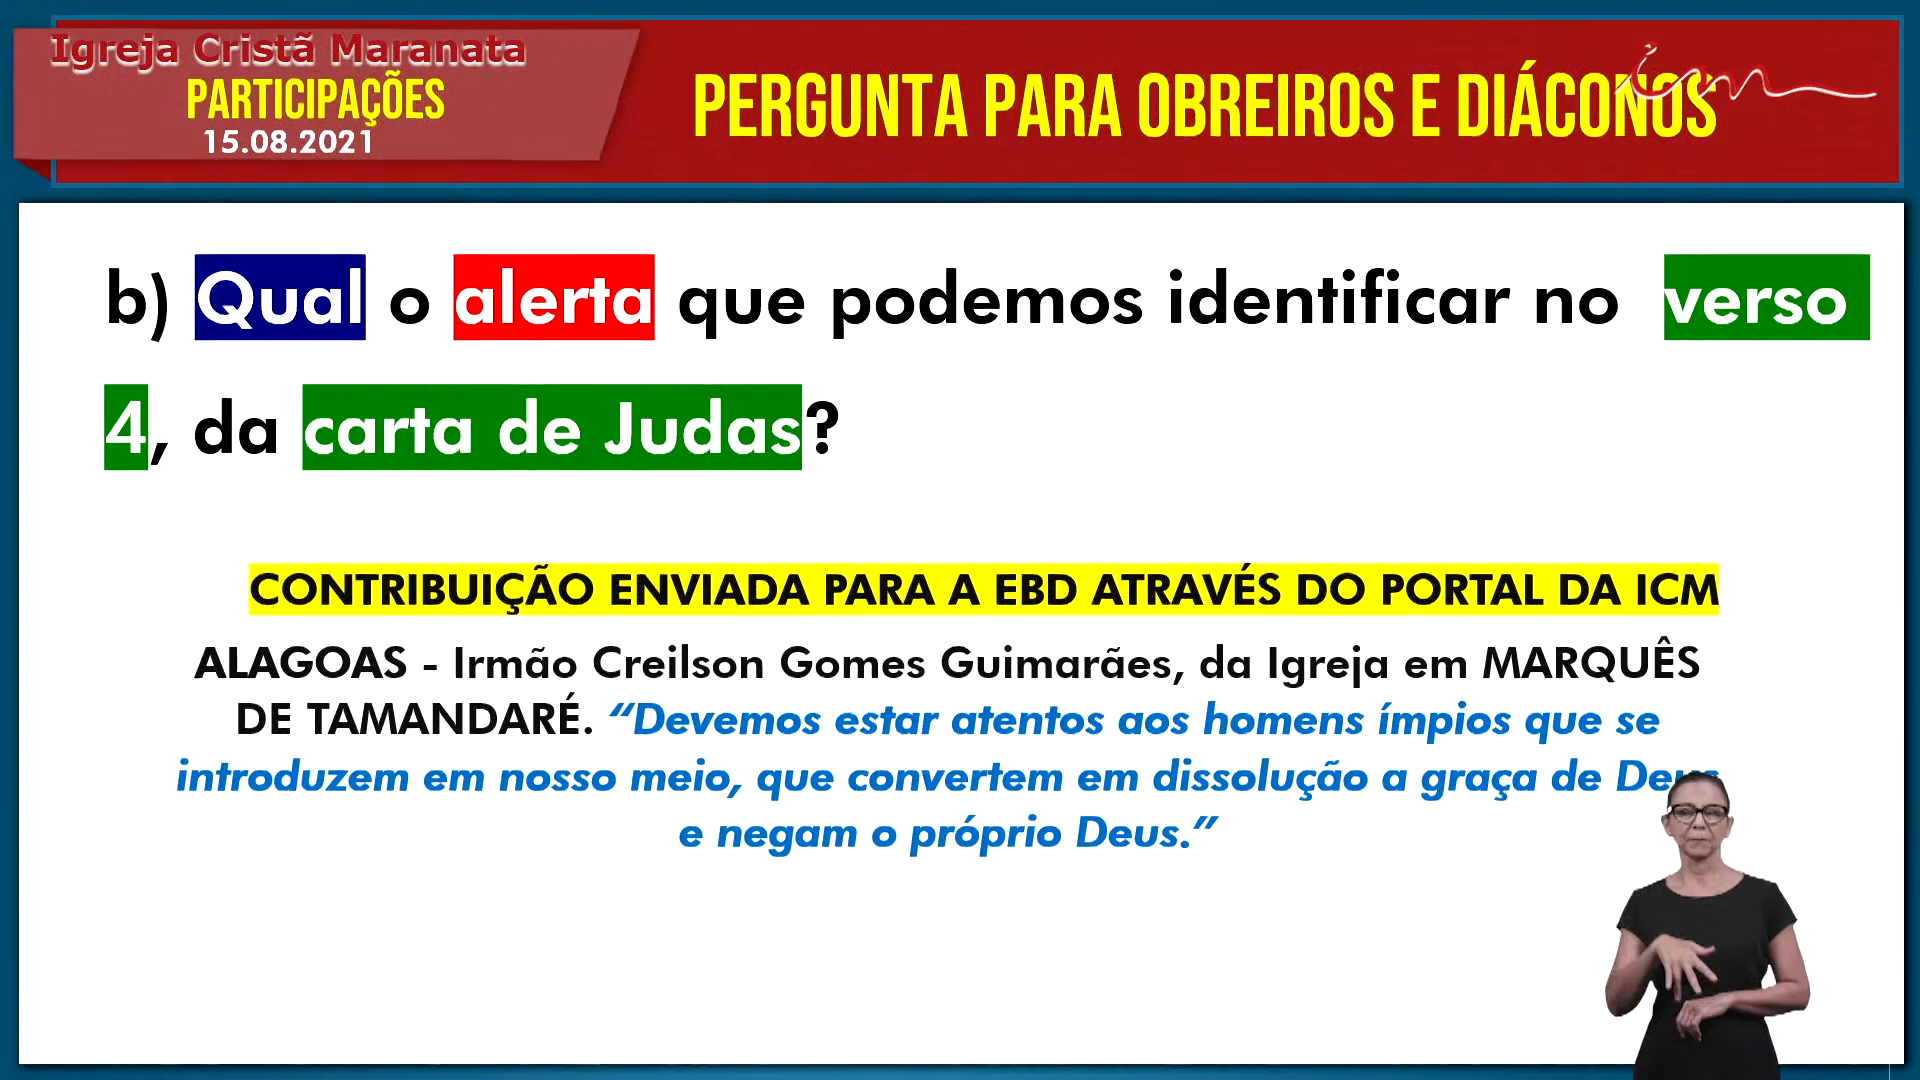 Igreja Cristã Maranata
PARTICIPAÇÕES
15.08.2021
PERGUNTA PARA OBREIROS E DIÁCONOS
icm
b) Qual o alerta que podemos identificar no verso
4, da carta de Judas?
CONTRIBUIÇÃO ENVIADA PARA A EBD ATRAVÉS DO PORTAL DA ICM
ALAGOAS - Irmão Creilson Gomes Guimarães, da Igreja em MARQUÊS
DE TAMANDARÉ. “Devemos estar atentos aos homens ímpios que se
introduzem em nosso meio, que convertem em dissolução a graça de Deus
e negam o próprio Deus.”